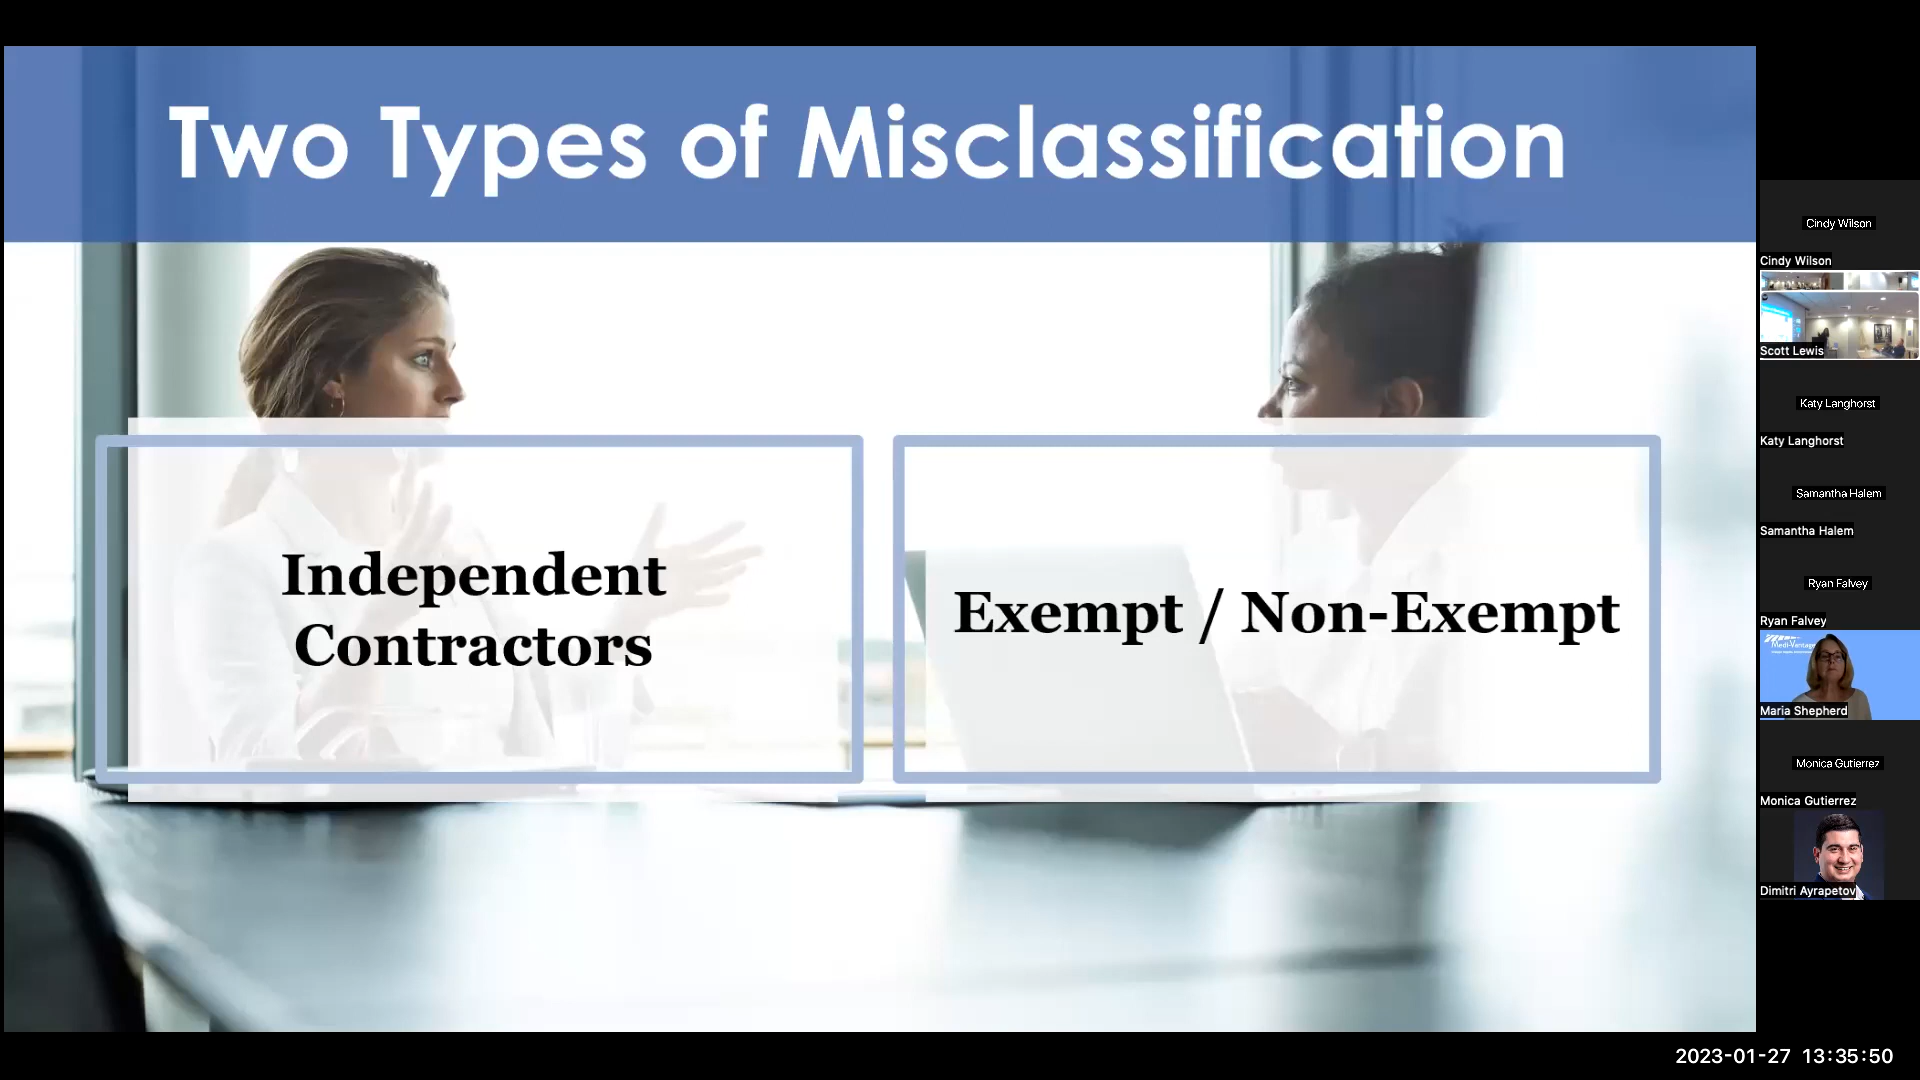 Two Types of Misclassification
Independent
Contractors
Exempt / Non-Exempt
Cindy Wilson
Cindy Wilson
Scott Lewis
Katy Langhorst
Katy Langhorst
Samantha Halem
Samantha Halem
Ryan Falvey
Ryan Falvey
Medi-Vantage
Maria Shepherd
Monica Gutierrez
Monica Gutierrez
Dimitri Ayrapetov
2023-01-27 13:35:50